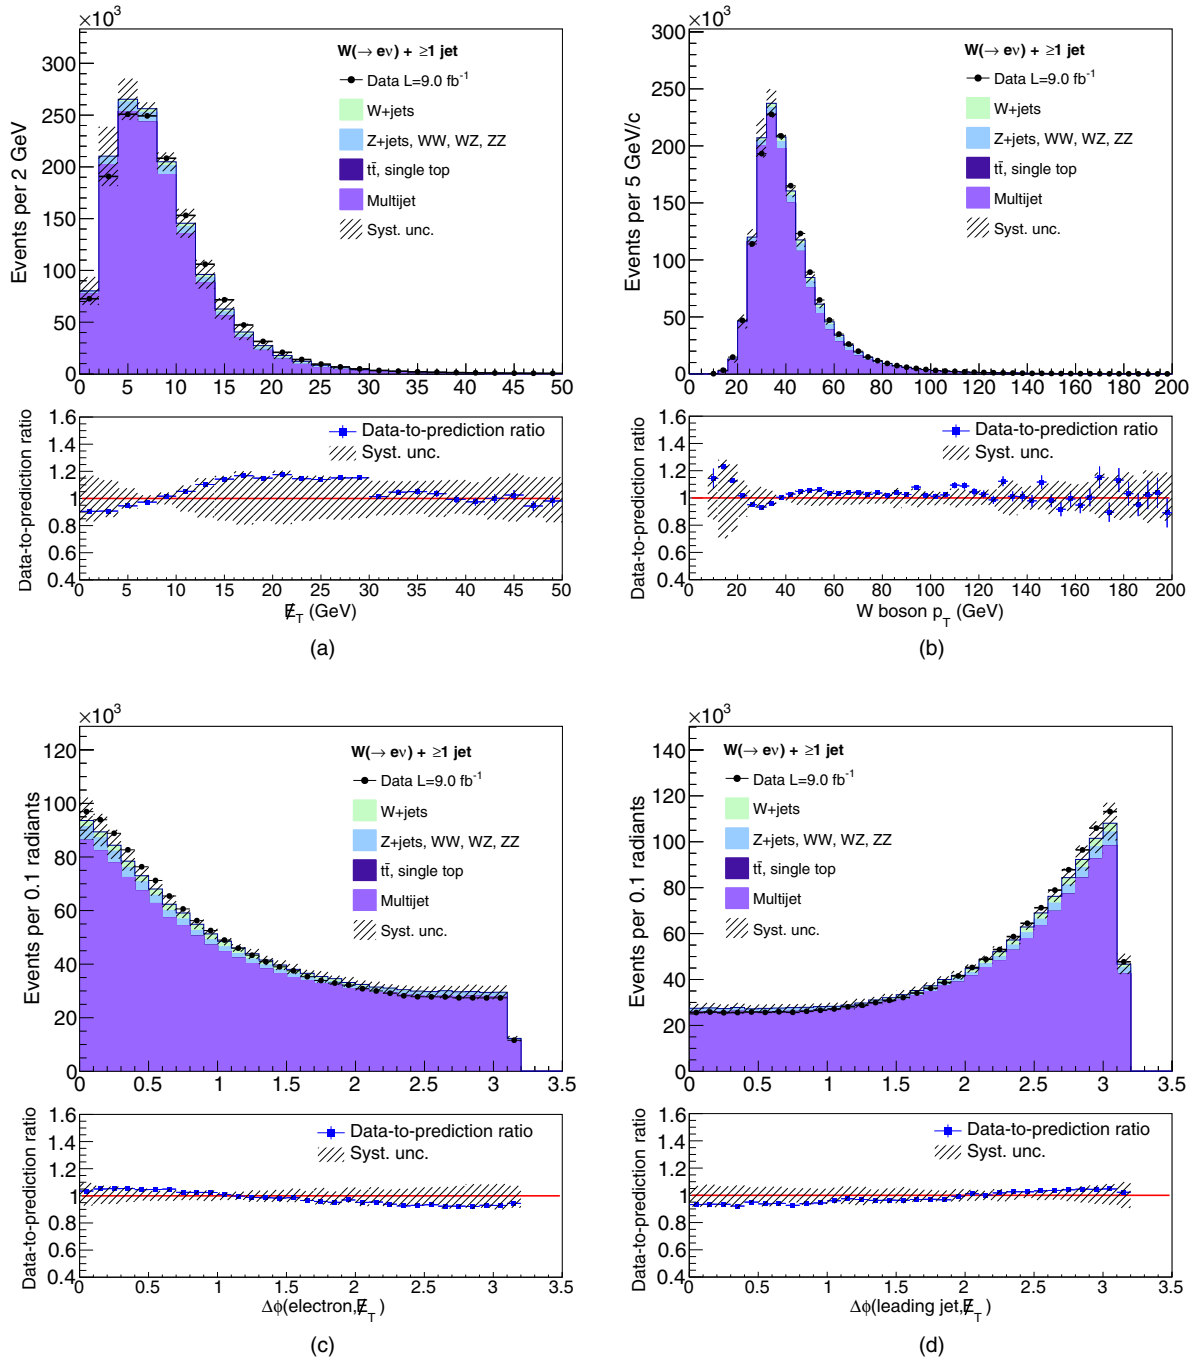 ×10³
Events per 2 GeV
300
250
200
150
100
50
0
W(→ eν) + ≥1 jet
Data L=9.0 fb⁻¹
W+jets
Z+jets, WW, WZ, ZZ
tt̄, single top
Multijet
Syst. unc.
0 5 10 15 20 25 30 35 40 45 50
Data-to-prediction ratio
1.6
1.4
1.2
1
0.8
0.6
0.4
Data-to-prediction ratio
Syst. unc.
0 5 10 15 20 25 30 35 40 45 50
E̸_T (GeV)
(a)
×10³
Events per 5 GeV/c
300
250
200
150
100
50
0
W(→ eν) + ≥1 jet
Data L=9.0 fb⁻¹
W+jets
Z+jets, WW, WZ, ZZ
tt̄, single top
Multijet
Syst. unc.
0 20 40 60 80 100 120 140 160 180 200
Data-to-prediction ratio
1.6
1.4
1.2
1
0.8
0.6
0.4
Data-to-prediction ratio
Syst. unc.
0 20 40 60 80 100 120 140 160 180 200
W boson p_T (GeV)
(b)
×10³
Events per 0.1 radiants
120
100
80
60
40
20
0
W(→ eν) + ≥1 jet
Data L=9.0 fb⁻¹
W+jets
Z+jets, WW, WZ, ZZ
tt̄, single top
Multijet
Syst. unc.
0 0.5 1 1.5 2 2.5 3 3.5
Data-to-prediction ratio
1.6
1.4
1.2
1
0.8
0.6
0.4
Data-to-prediction ratio
Syst. unc.
0 0.5 1 1.5 2 2.5 3 3.5
Δϕ(electron,E̸_T)
(c)
×10³
Events per 0.1 radiants
140
120
100
80
60
40
20
0
W(→ eν) + ≥1 jet
Data L=9.0 fb⁻¹
W+jets
Z+jets, WW, WZ, ZZ
tt̄, single top
Multijet
Syst. unc.
0 0.5 1 1.5 2 2.5 3 3.5
Data-to-prediction ratio
1.6
1.4
1.2
1
0.8
0.6
0.4
Data-to-prediction ratio
Syst. unc.
0 0.5 1 1.5 2 2.5 3 3.5
Δϕ(leading jet,E̸_T)
(d)